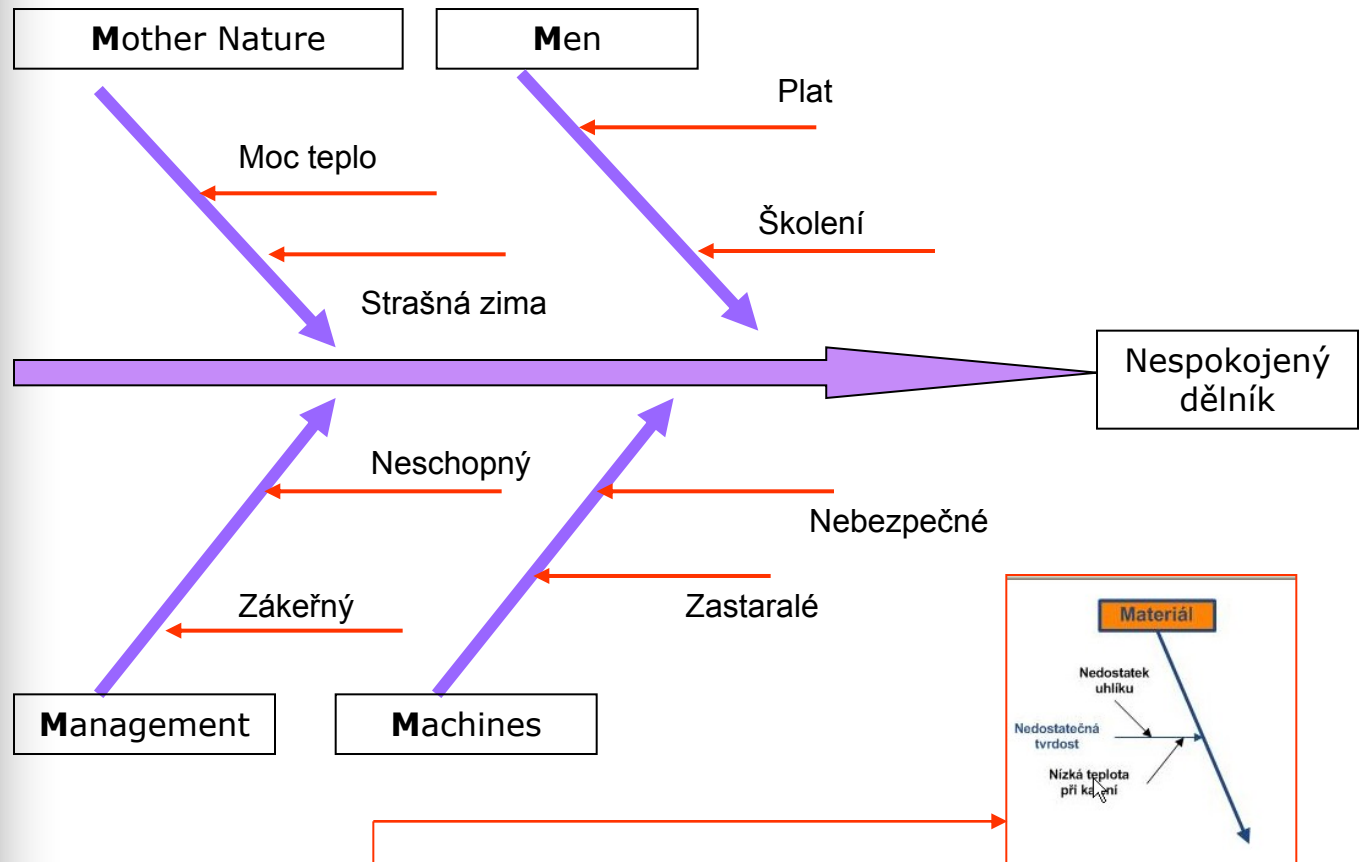 Mother Nature
Men
Plat
Moc teplo
Školení
Strašná zima
Nespokojený
dělník
Neschopný
Nebezpečné
Zákeřný
Zastaralé
Management
Machines
Materiál
Nedostatek
uhlíku
Nedostatečná
tvrdost
Nízká teplota
při kalení